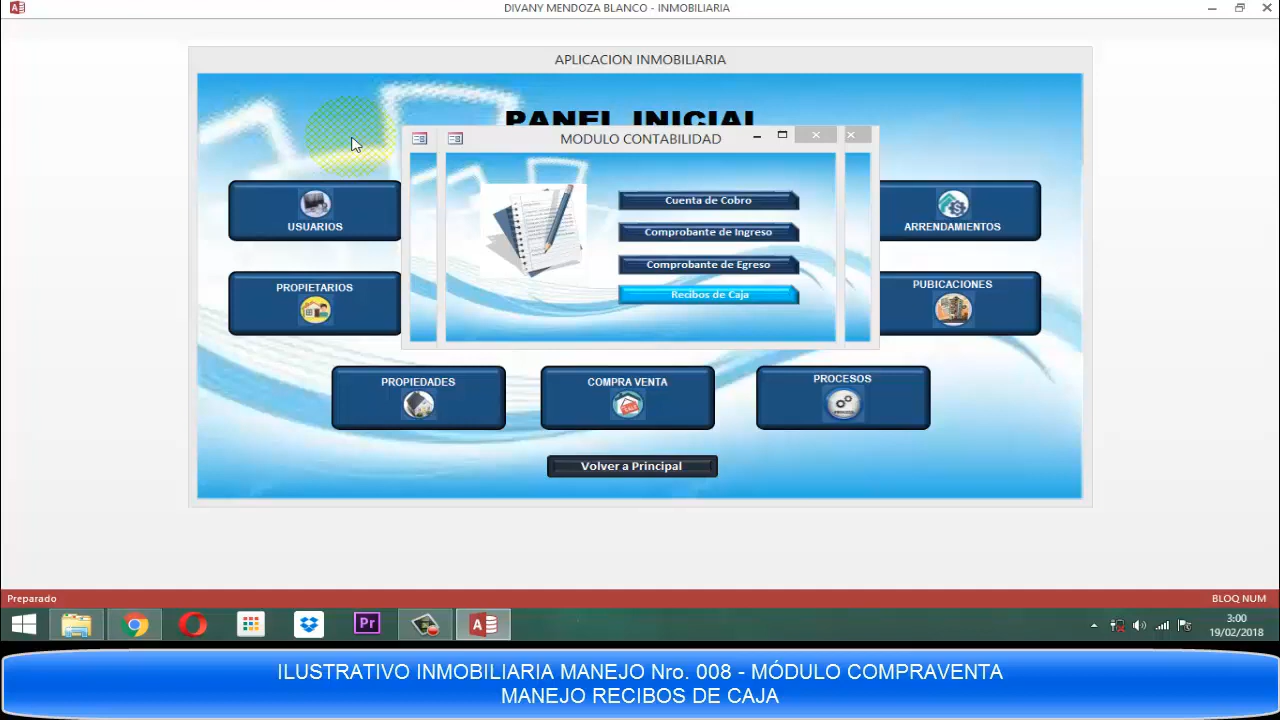 DIVANY MENDOZA BLANCO - INMOBILIARIA
APLICACION INMOBILIARIA
PANEL INICIAL
MODULO CONTABILIDAD
Cuenta de Cobro
Comprobante de Ingreso
Comprobante de Egreso
Recibos de Caja
USUARIOS
ARRENDAMIENTOS
PROPIETARIOS
PUBICACIONES
PROPIEDADES
COMPRA VENTA
PROCESOS
Volver a Principal
Preparado
BLOQ NUM
Pr
3:00
19/02/2018
ILUSTRATIVO INMOBILIARIA MANEJO Nro. 008 - MÓDULO COMPRAVENTA
MANEJO RECIBOS DE CAJA